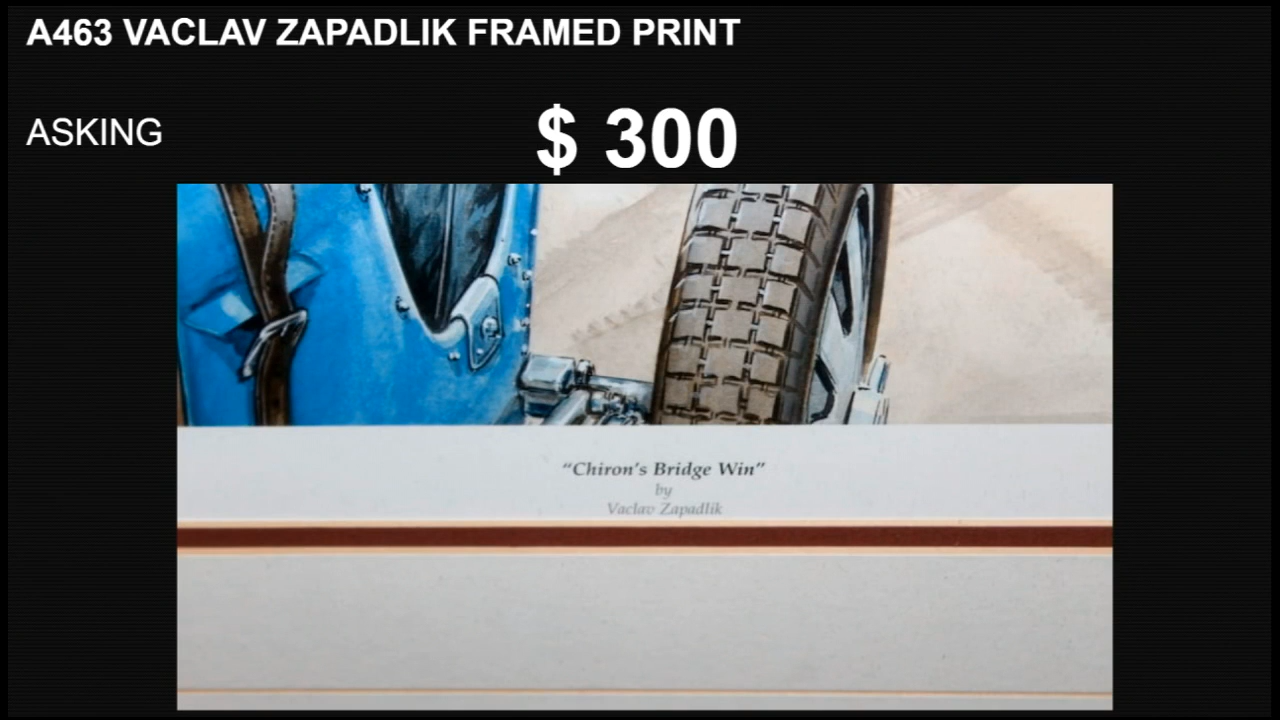 A463 VACLAV ZAPADLIK FRAMED PRINT
ASKING
$ 300
“Chiron’s Bridge Win”
by
Vaclav Zapadlik